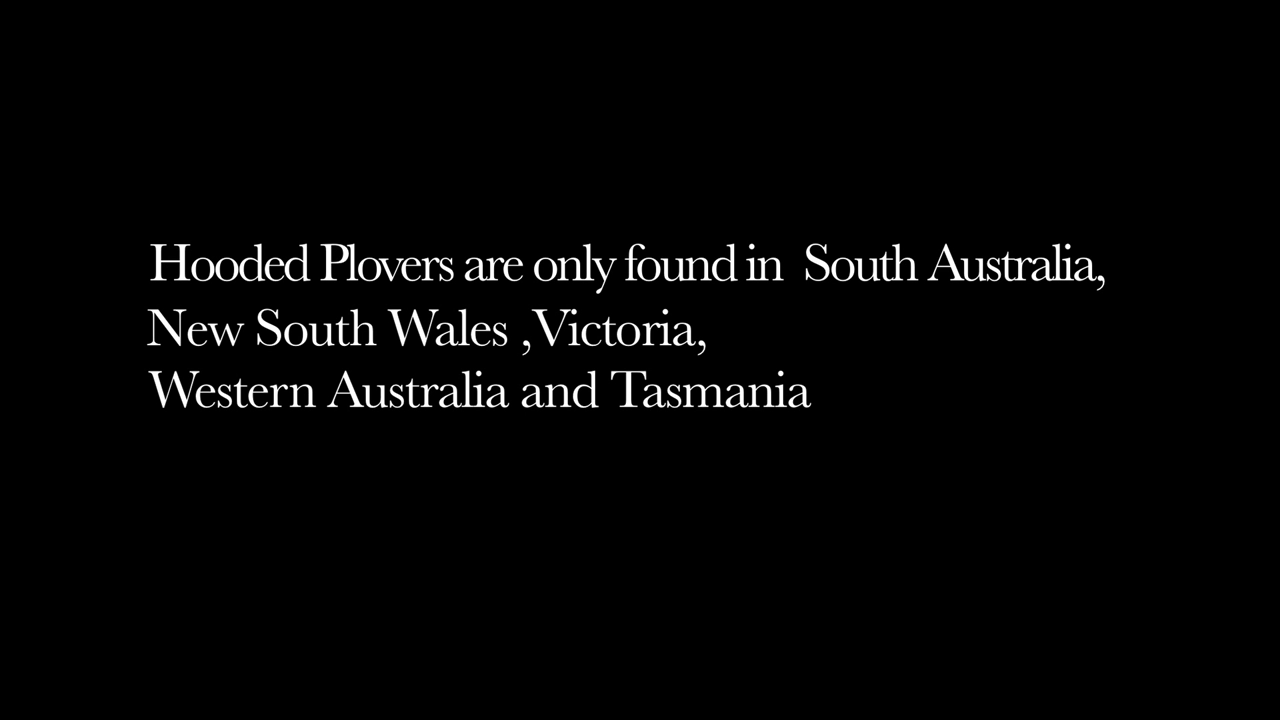 Hooded Plovers are only found in  South Australia,
New South Wales ,Victoria,
Western Australia and Tasmania